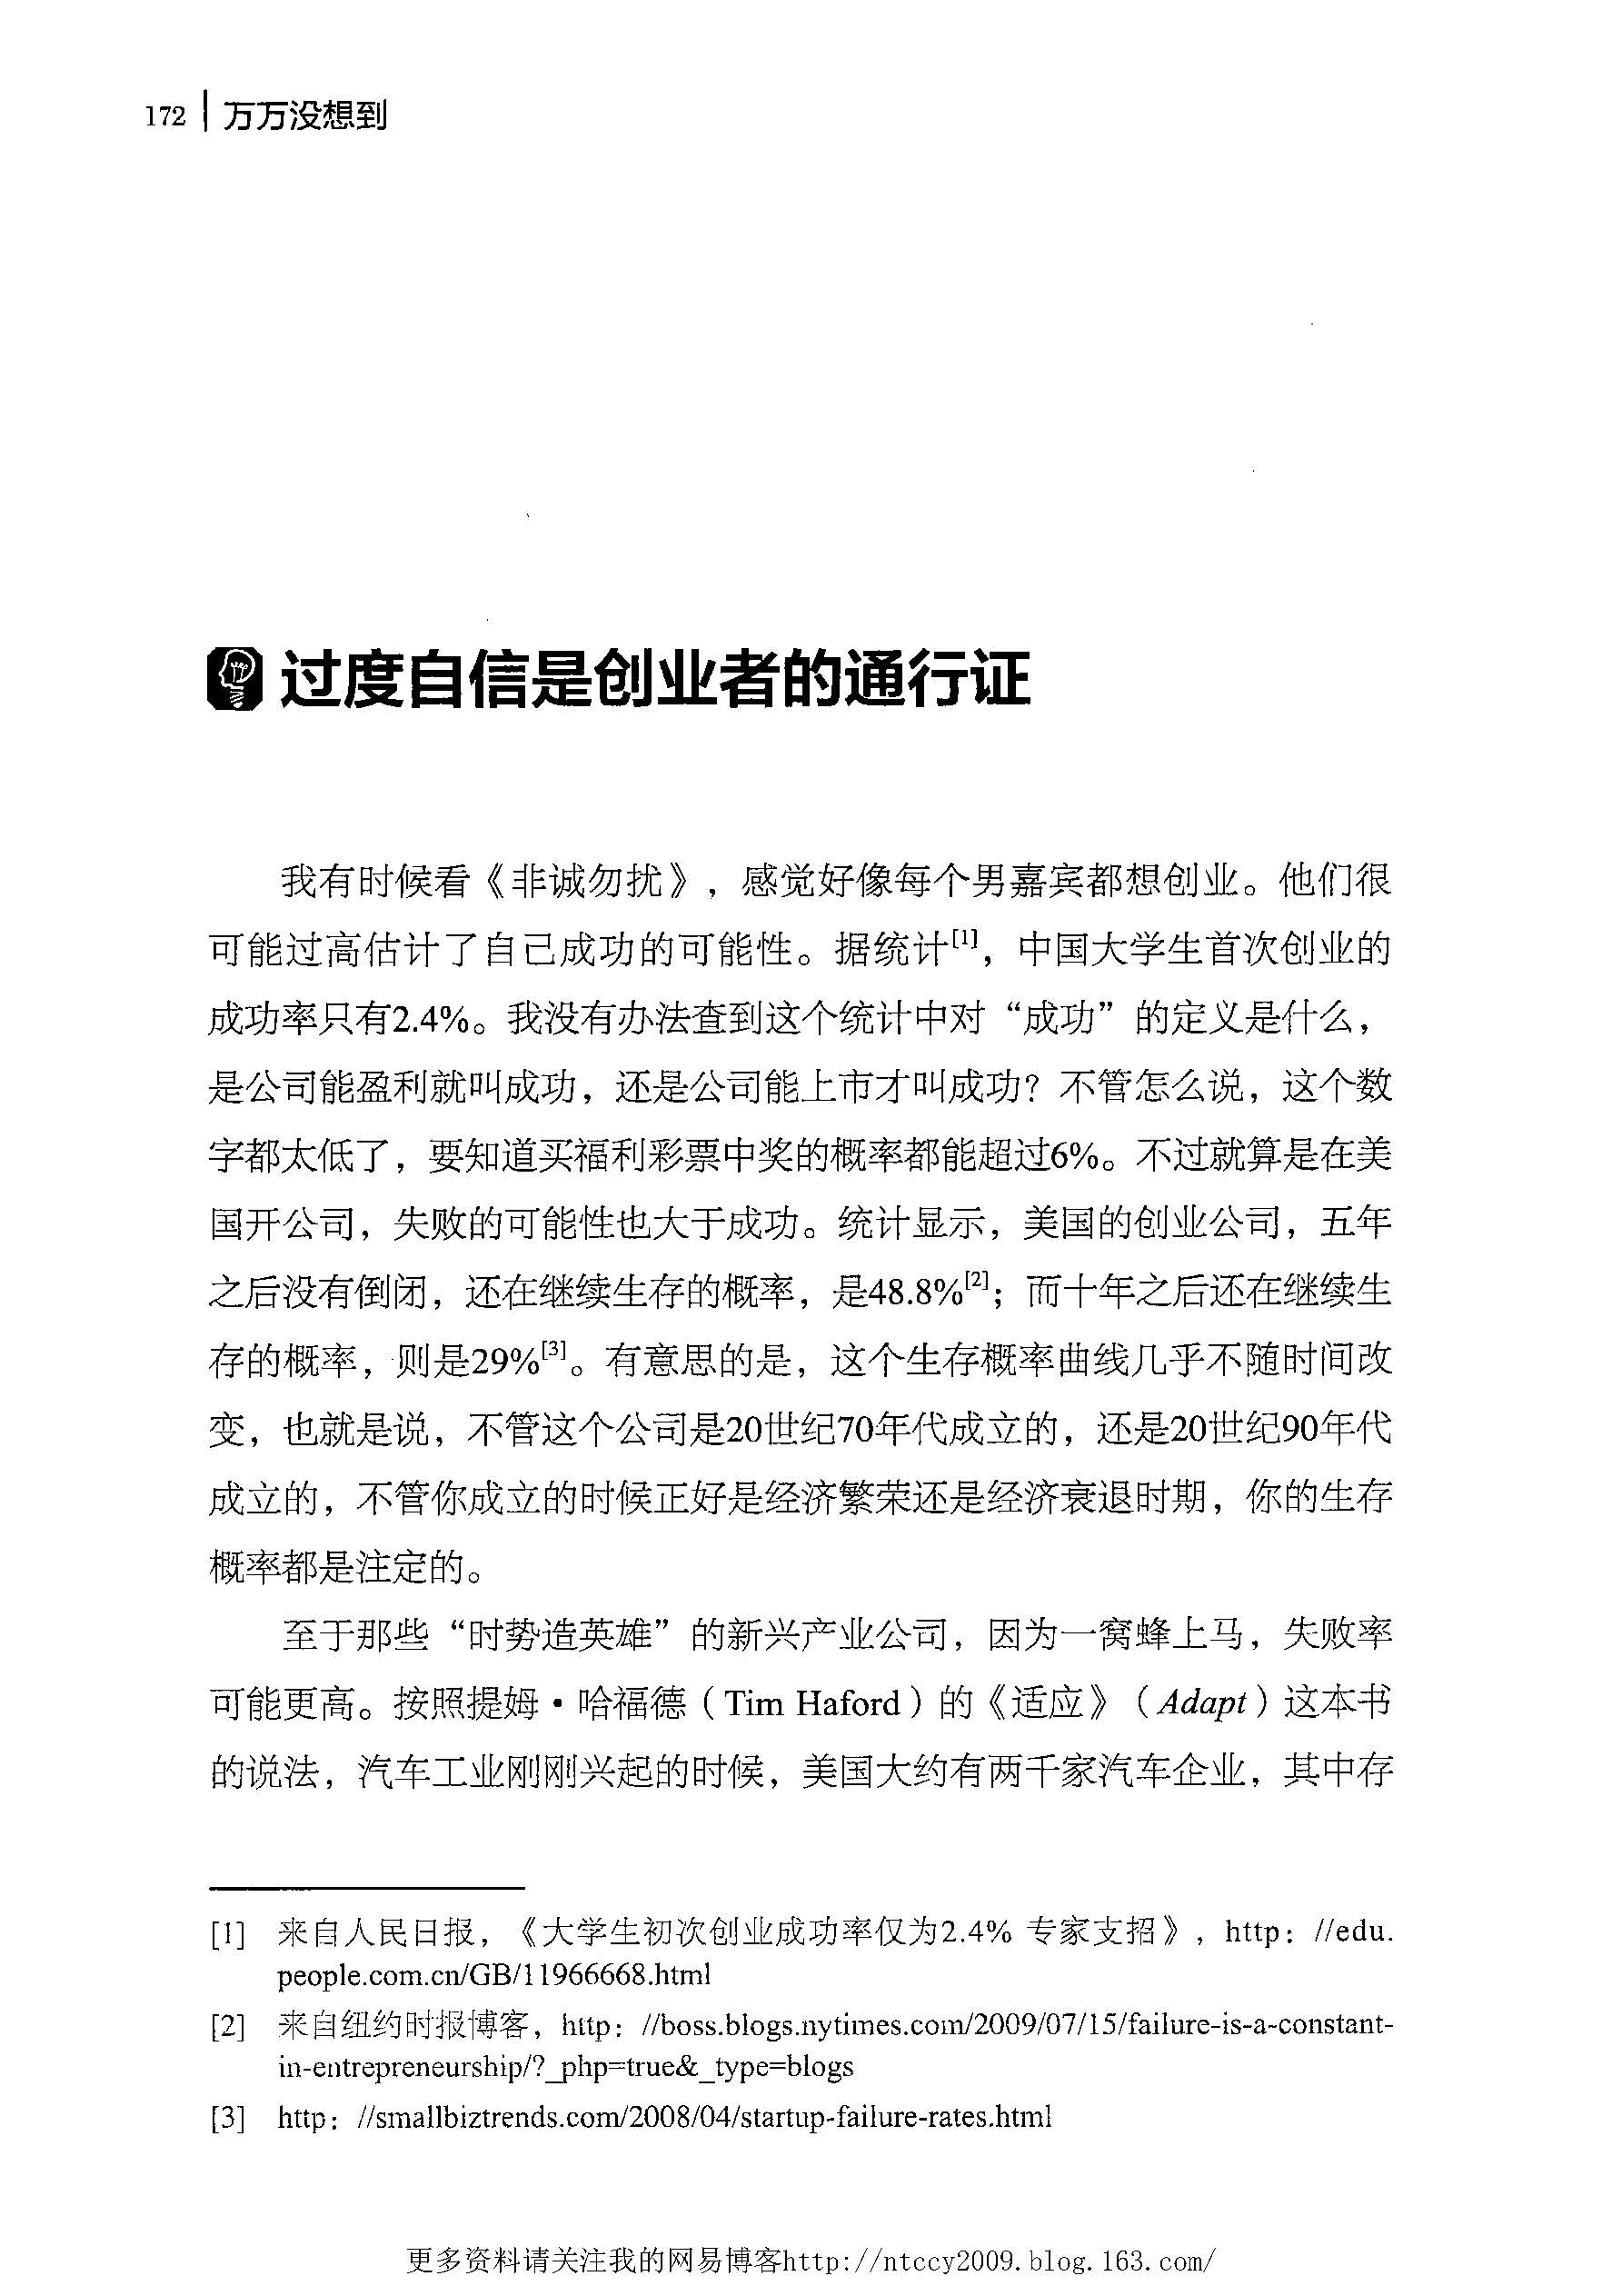 172 万万没想到
过度自信是创业者的通行证
我有时候看《非诚勿扰》，感觉好像每个男嘉宾都想创业。他们很
可能过高估计了自己成功的可能性。据统计[1]，中国大学生首次创业的
成功率只有2.4%。我没有办法查到这个统计中对“成功”的定义是什么，
是公司能盈利就叫成功，还是公司能上市才叫成功？不管怎么说，这个数
字都太低了，要知道买福利彩票中奖的概率都能超过6%。不过就算是在美
国开公司，失败的可能性也大于成功。统计显示，美国的创业公司，五年
之后没有倒闭，还在继续生存的概率，是48.8%[2]；而十年之后还在继续生
存的概率，则是29%[3]。有意思的是，这个生存概率曲线几乎不随时间改
变，也就是说，不管这个公司是20世纪70年代成立的，还是20世纪90年代
成立的，不管你成立的时候正好是经济繁荣还是经济衰退时期，你的生存
概率都是注定的。
至于那些“时势造英雄”的新兴产业公司，因为一窝蜂上马，失败率
可能更高。按照提姆·哈福德（Tim Haford）的《适应》（Adapt）这本书
的说法，汽车工业刚刚兴起的时候，美国大约有两千家汽车企业，其中存
[1] 来自人民日报，《大学生初次创业成功率仅为2.4% 专家支招》，http：//edu.
people.com.cn/GB/11966668.html
[2] 来自纽约时报博客，http：//boss.blogs.nytimes.com/2009/07/15/failure-is-a-constant-
in-entrepreneurship/?_php=true&_type=blogs
[3] http：//smallbiztrends.com/2008/04/startup-failure-rates.html
更多资料请关注我的网易博客http://ntccy2009.blog.163.com/